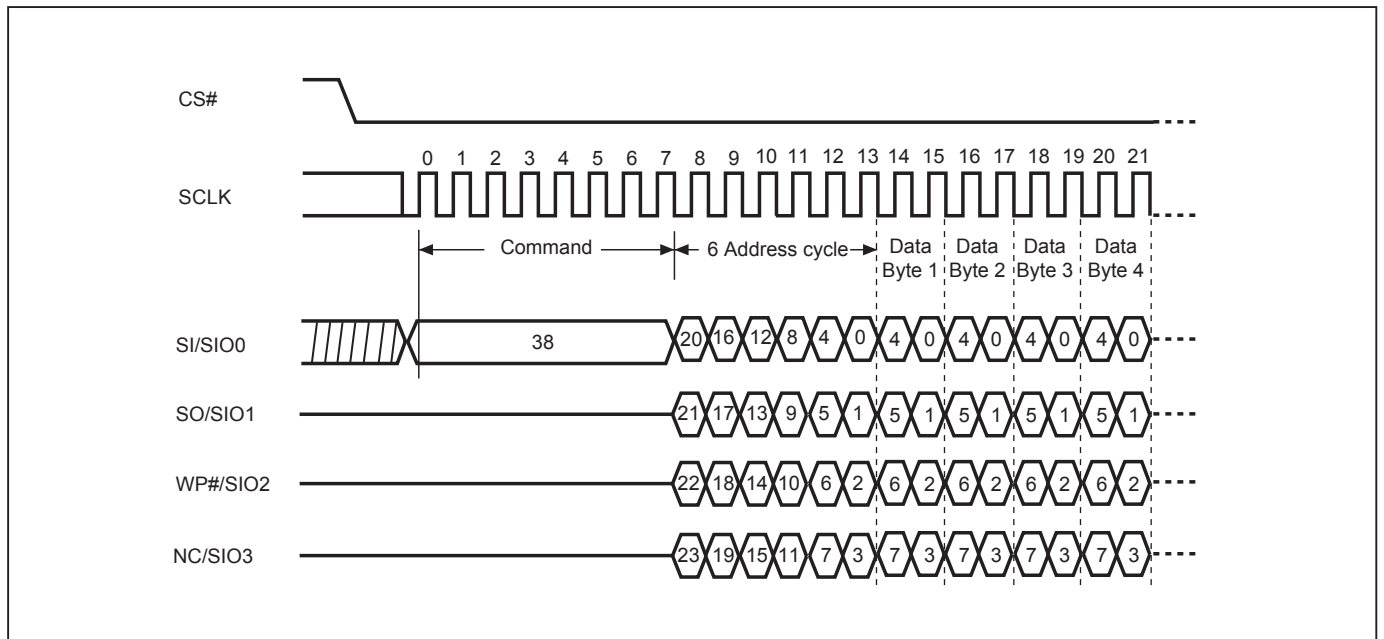 CS#
0 1 2 3 4 5 6 7 8 9 10 11 12 13 14 15 16 17 18 19 20 21
SCLK
Command 6 Address cycle Data Data Data Data
Byte 1 Byte 2 Byte 3 Byte 4
SI/SIO0 38 20 16 12 8 4 0 4 0 4 0 4 0 4 0
SO/SIO1 21 17 13 9 5 1 5 1 5 1 5 1 5 1
WP#/SIO2 22 18 14 10 6 2 6 2 6 2 6 2 6 2
NC/SIO3 23 19 15 11 7 3 7 3 7 3 7 3 7 3